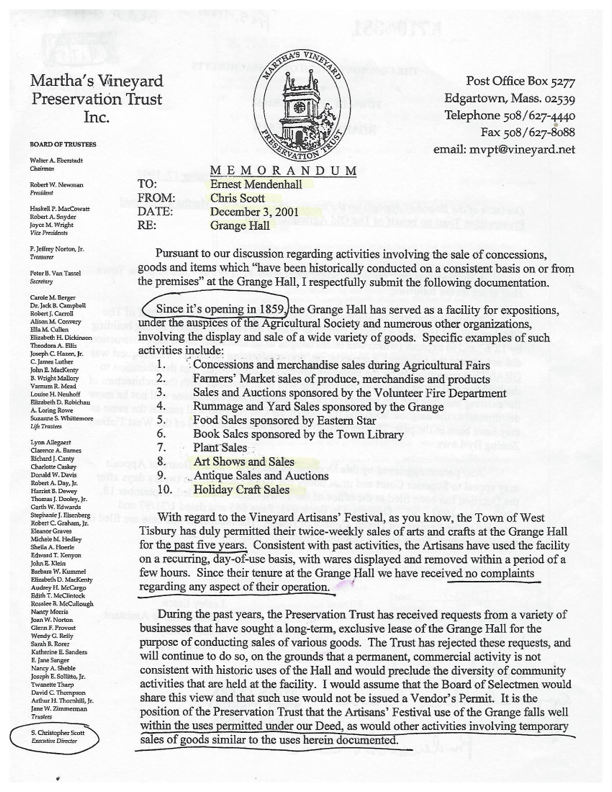 Martha's Vineyard
Preservation Trust
Inc.
MARTHA'S VINEYARD
PRESERVATION TRUST
Post Office Box 5277
Edgartown, Mass. 02539
Telephone 508/627-4440
Fax 508/627-8088
email: mvpt@vineyard.net
BOARD OF TRUSTEES
Walter A. Eberstadt
Chairman
Robert W. Newman
President
Haskell P. MacCowatt
Robert A. Snyder
Joyce M. Wright
Vice Presidents
P. Jeffrey Norton, Jr.
Treasurer
Peter B. Van Tassel
Secretary
Carole M. Berger
Dr. Jack B. Campbell
Robert J. Carroll
Alison M. Convery
Ella M. Cullen
Elizabeth H. Dickinson
Theodora A. Ellis
Joseph C. Hazen, Jr.
C. James Luther
John E. MacKenty
B. Wright Mallory
Varnum R. Mead
Louise H. Neuhoff
Elizabeth D. Robichau
A. Loring Rowe
Suzanne S. Whittemore
Life Trustees
Lynn Allegaert
Clarence A. Barnes
Richard J. Canty
Charlotte Caskey
Donald W. Davis
Robert A. Day, Jr.
Harriet B. Dewey
Thomas J. Dooley, Jr.
Garth W. Edwards
Stephanie J. Eisenberg
Robert C. Graham, Jr.
Eleanor Graves
Michele M. Hedley
Sheila A. Hoerle
Edward T. Kenyon
John E. Klein
Barbara W. Kummel
Elizabeth D. MacKenty
Audrey H. McCargo
Edith T. McClintock
Rosalee B. McCullough
Nancy Morris
Joan W. Norton
Glenn F. Provost
Wendy G. Reily
Sarah B. Rorer
Katherine E. Sanders
E. Jane Sanger
Nancy A. Sheble
Joseph E. Sollitto, Jr.
Twanette Tharp
David C. Thompson
Arthur H. Thornhill, Jr.
Jane W. Zimmerman
Trustees
S. Christopher Scott
Executive Director
MEMORANDUM
TO: Ernest Mendenhall
FROM: Chris Scott
DATE: December 3, 2001
RE: Grange Hall
Pursuant to our discussion regarding activities involving the sale of concessions,
goods and items which "have been historically conducted on a consistent basis on or from
the premises" at the Grange Hall, I respectfully submit the following documentation.
Since it's opening in 1859, the Grange Hall has served as a facility for expositions,
under the auspices of the Agricultural Society and numerous other organizations,
involving the display and sale of a wide variety of goods. Specific examples of such
activities include:
1. Concessions and merchandise sales during Agricultural Fairs
2. Farmers' Market sales of produce, merchandise and products
3. Sales and Auctions sponsored by the Volunteer Fire Department
4. Rummage and Yard Sales sponsored by the Grange
5. Food Sales sponsored by Eastern Star
6. Book Sales sponsored by the Town Library
7. Plant Sales
8. Art Shows and Sales
9. Antique Sales and Auctions
10. Holiday Craft Sales
With regard to the Vineyard Artisans' Festival, as you know, the Town of West
Tisbury has duly permitted their twice-weekly sales of arts and crafts at the Grange Hall
for the past five years. Consistent with past activities, the Artisans have used the facility
on a recurring, day-of-use basis, with wares displayed and removed within a period of a
few hours. Since their tenure at the Grange Hall we have received no complaints
regarding any aspect of their operation.
During the past years, the Preservation Trust has received requests from a variety of
businesses that have sought a long-term, exclusive lease of the Grange Hall for the
purpose of conducting sales of various goods. The Trust has rejected these requests, and
will continue to do so, on the grounds that a permanent, commercial activity is not
consistent with historic uses of the Hall and would preclude the diversity of community
activities that are held at the facility. I would assume that the Board of Selectmen would
share this view and that such use would not be issued a Vendor's Permit. It is the
position of the Preservation Trust that the Artisans' Festival use of the Grange falls well
within the uses permitted under our Deed, as would other activities involving temporary
sales of goods similar to the uses herein documented.